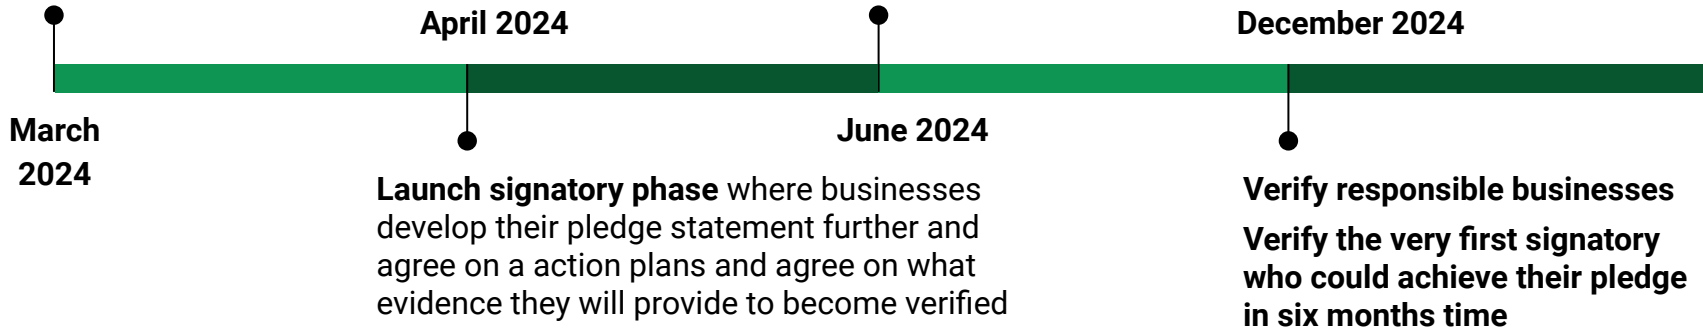 April 2024
December 2024
March
2024
June 2024
Launch signatory phase where businesses
develop their pledge statement further and
agree on a action plans and agree on what
evidence they will provide to become verified
Verify responsible businesses
Verify the very first signatory
who could achieve their pledge
in six months time